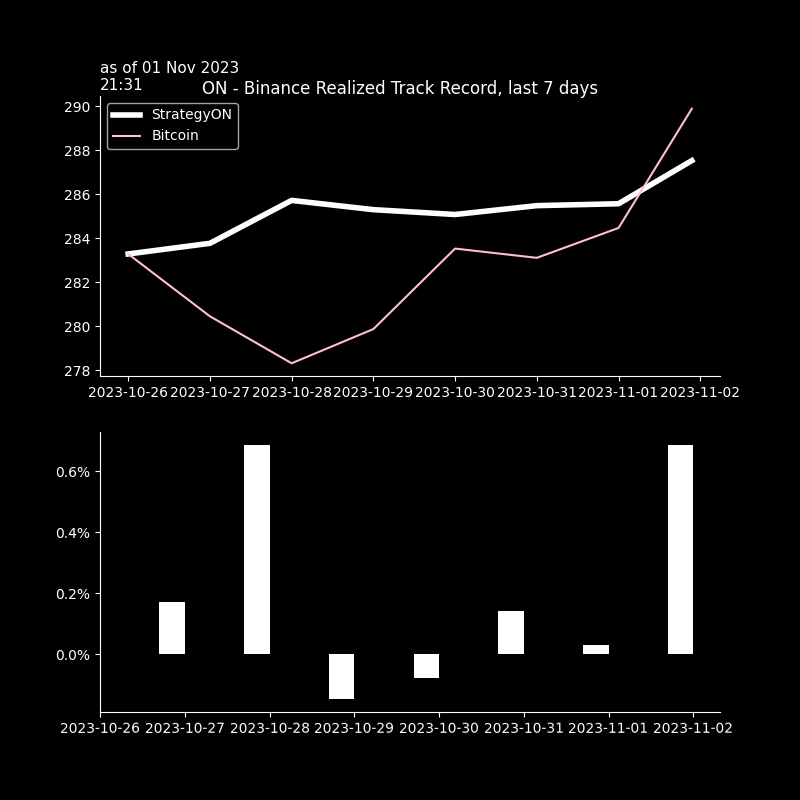 as of 01 Nov 2023
21:31
ON - Binance Realized Track Record, last 7 days
StrategyON
Bitcoin
290
288
286
284
282
280
278
2023-10-26 2023-10-27 2023-10-28 2023-10-29 2023-10-30 2023-10-31 2023-11-01 2023-11-02
0.6%
0.4%
0.2%
0.0%
2023-10-26 2023-10-27 2023-10-28 2023-10-29 2023-10-30 2023-10-31 2023-11-01 2023-11-02